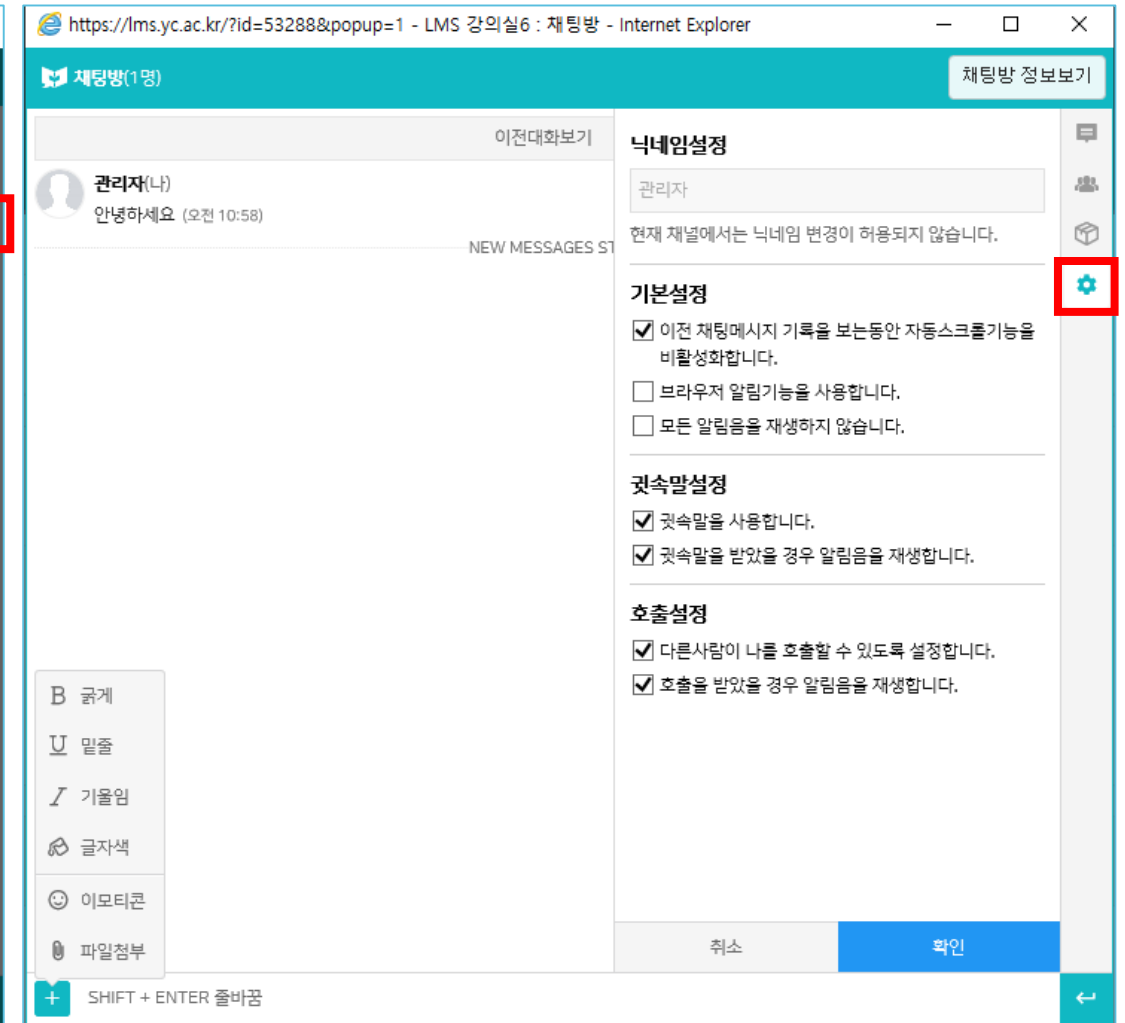 https://lms.yc.ac.kr/?id=53288&popup=1 - LMS 강의실6 : 채팅방 - Internet Explorer
채팅방(1명)
채팅방 정보보기
이전대화보기
관리자(나)
안녕하세요 (오전 10:58)
NEW MESSAGES ST
닉네임설정
관리자
현재 채널에서는 닉네임 변경이 허용되지 않습니다.
기본설정
이전 채팅메시지 기록을 보는동안 자동스크롤기능을
비활성화합니다.
브라우저 알림기능을 사용합니다.
모든 알림음을 재생하지 않습니다.
귓속말설정
귓속말을 사용합니다.
귓속말을 받았을 경우 알림음을 재생합니다.
호출설정
다른사람이 나를 호출할 수 있도록 설정합니다.
호출을 받았을 경우 알림음을 재생합니다.
B 굵게
U 밑줄
I 기울임
글자색
이모티콘
파일첨부
취소
확인
+ SHIFT + ENTER 줄바꿈